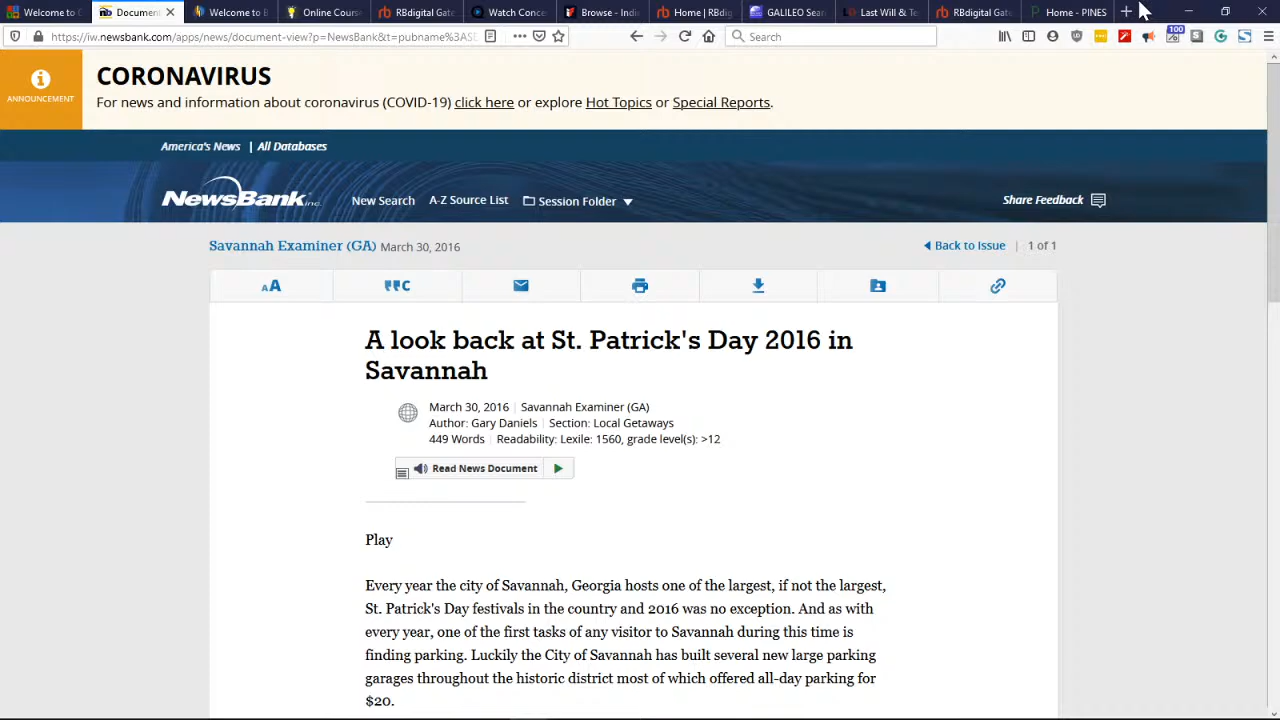 Welcome to G
Document
Welcome to B
Online Course
RBdigital Gate
Watch Conte
Browse - Indi
Home | RBdig
GALILEO Sear
Last Will & Te
RBdigital Gate
Home - PINES
https://iw.newsbank.com/apps/news/document-view?p=NewsBank&t=pubname%3ASE
Search
100
CORONAVIRUS
ANNOUNCEMENT
For news and information about coronavirus (COVID-19) click here or explore Hot Topics or Special Reports.
America's News | All Databases
NewsBank inc.
New Search
A-Z Source List
Session Folder
Share Feedback
Savannah Examiner (GA) March 30, 2016
Back to Issue | 1 of 1
A look back at St. Patrick's Day 2016 in
Savannah
March 30, 2016 | Savannah Examiner (GA)
Author: Gary Daniels | Section: Local Getaways
449 Words | Readability: Lexile: 1560, grade level(s): >12
Read News Document
Play
Every year the city of Savannah, Georgia hosts one of the largest, if not the largest,
St. Patrick's Day festivals in the country and 2016 was no exception. And as with
every year, one of the first tasks of any visitor to Savannah during this time is
finding parking. Luckily the City of Savannah has built several new large parking
garages throughout the historic district most of which offered all-day parking for
$20.